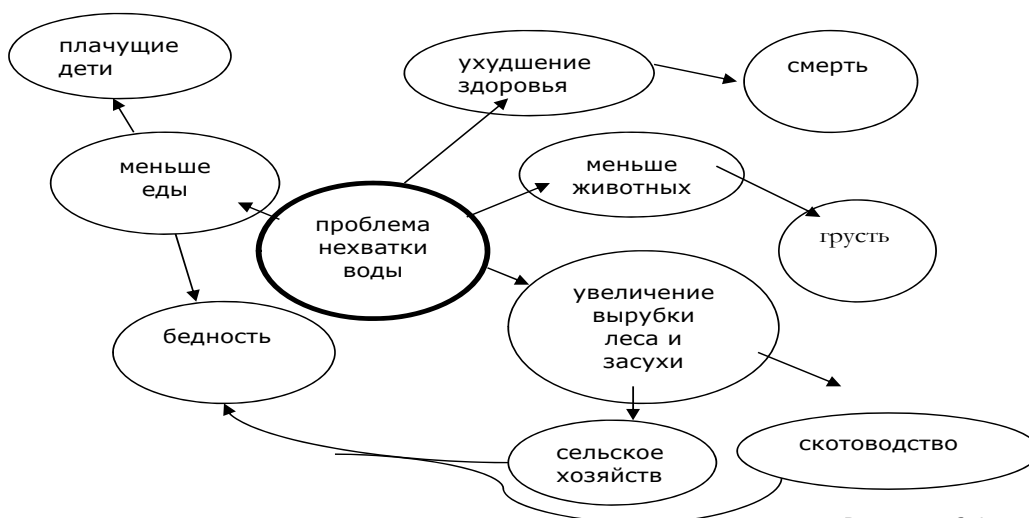 плачущие
дети
ухудшение
здоровья
смерть
меньше
еды
меньше
животных
проблема
нехватки
воды
грусть
увеличение
вырубки
леса и
засухи
бедность
сельское
хозяйств
скотоводство